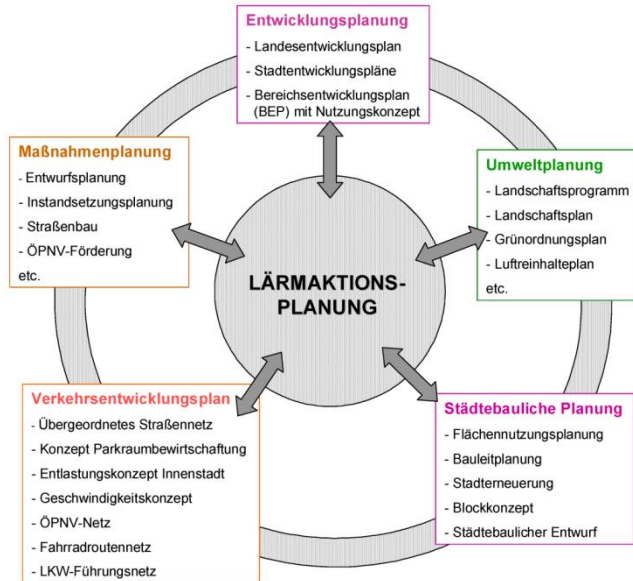 Entwicklungsplanung
- Landesentwicklungsplan
- Stadtentwicklungspläne
- Bereichsentwicklungsplan
(BEP) mit Nutzungskonzept
Maßnahmenplanung
- Entwurfsplanung
- Instandsetzungsplanung
- Straßenbau
- ÖPNV-Förderung
etc.
Umweltplanung
- Landschaftsprogramm
- Landschaftsplan
- Grünordnungsplan
- Luftreinhalteplan
etc.
LÄRMAKTIONS-
PLANUNG
Verkehrsentwicklungsplan
- Übergeordnetes Straßennetz
- Konzept Parkraumbewirtschaftung
- Entlastungskonzept Innenstadt
- Geschwindigkeitskonzept
- ÖPNV-Netz
- Fahrradroutennetz
- LKW-Führungsnetz
Städtebauliche Planung
- Flächennutzungsplanung
- Bauleitplanung
- Stadterneuerung
- Blockkonzept
- Städtebaulicher Entwurf